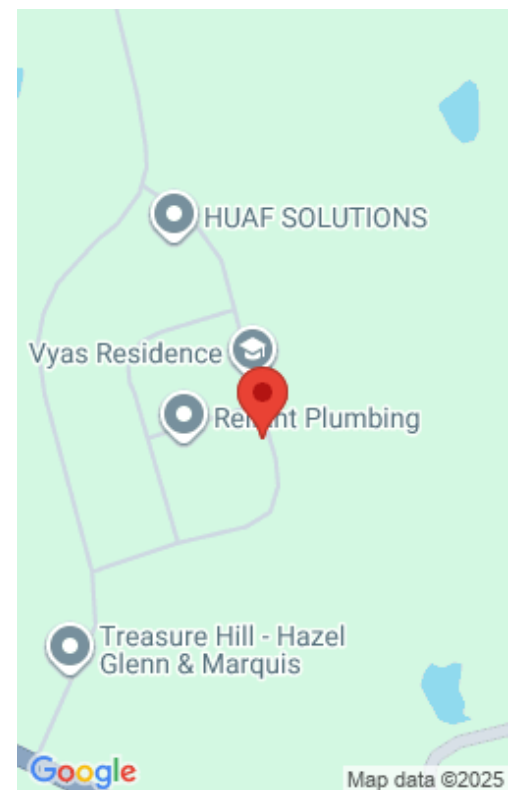 HUAF SOLUTIONS
Vyas Residence
Plumbing
Treasure Hill - Hazel
Glenn & Marquis
Google
Map data ©2025